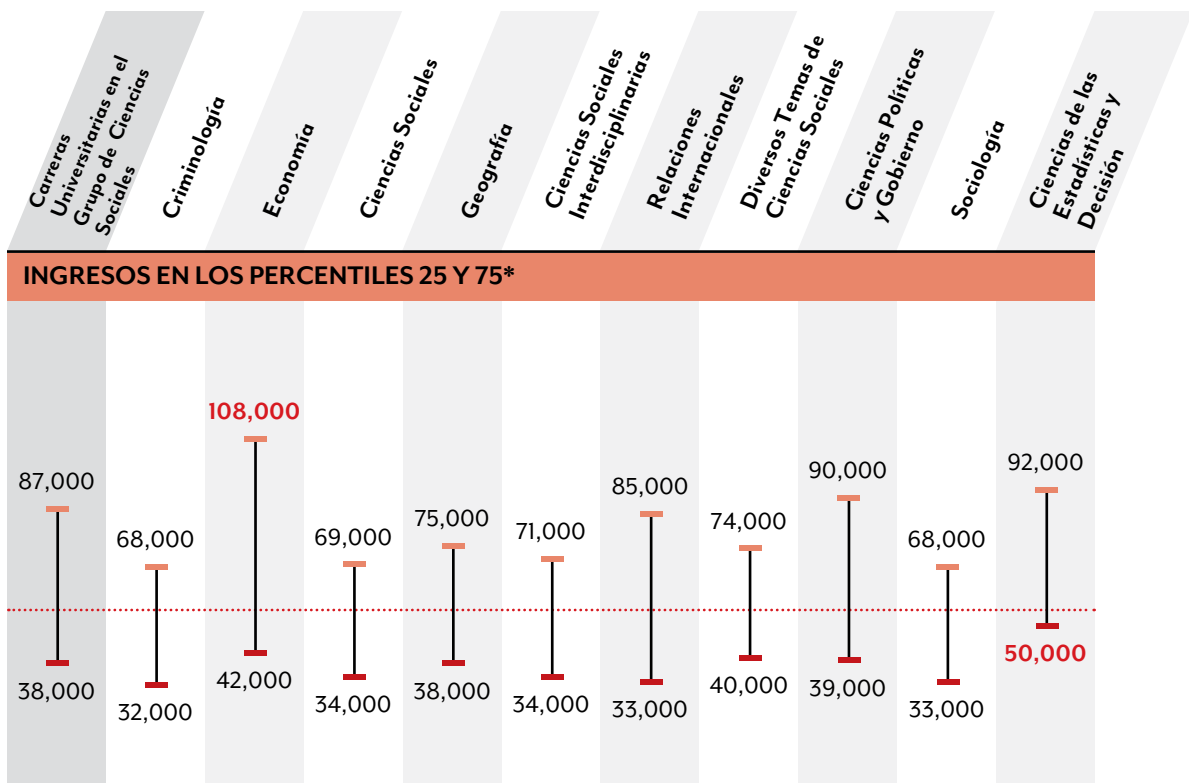 Carreras
Universitarias en el
Grupo de Ciencias
Sociales
Criminología
Economía
Ciencias Sociales
Geografía
Ciencias Sociales
Interdisciplinarias
Relaciones
Internacionales
Diversos Temas de
Ciencias Sociales
Ciencias Políticas
y Gobierno
Sociología
Ciencias de las
Estadísticas y
Decisión
INGRESOS EN LOS PERCENTILES 25 Y 75*
87,000
68,000
108,000
69,000
75,000
71,000
85,000
74,000
90,000
68,000
92,000
38,000
32,000
42,000
34,000
38,000
34,000
33,000
40,000
39,000
33,000
50,000